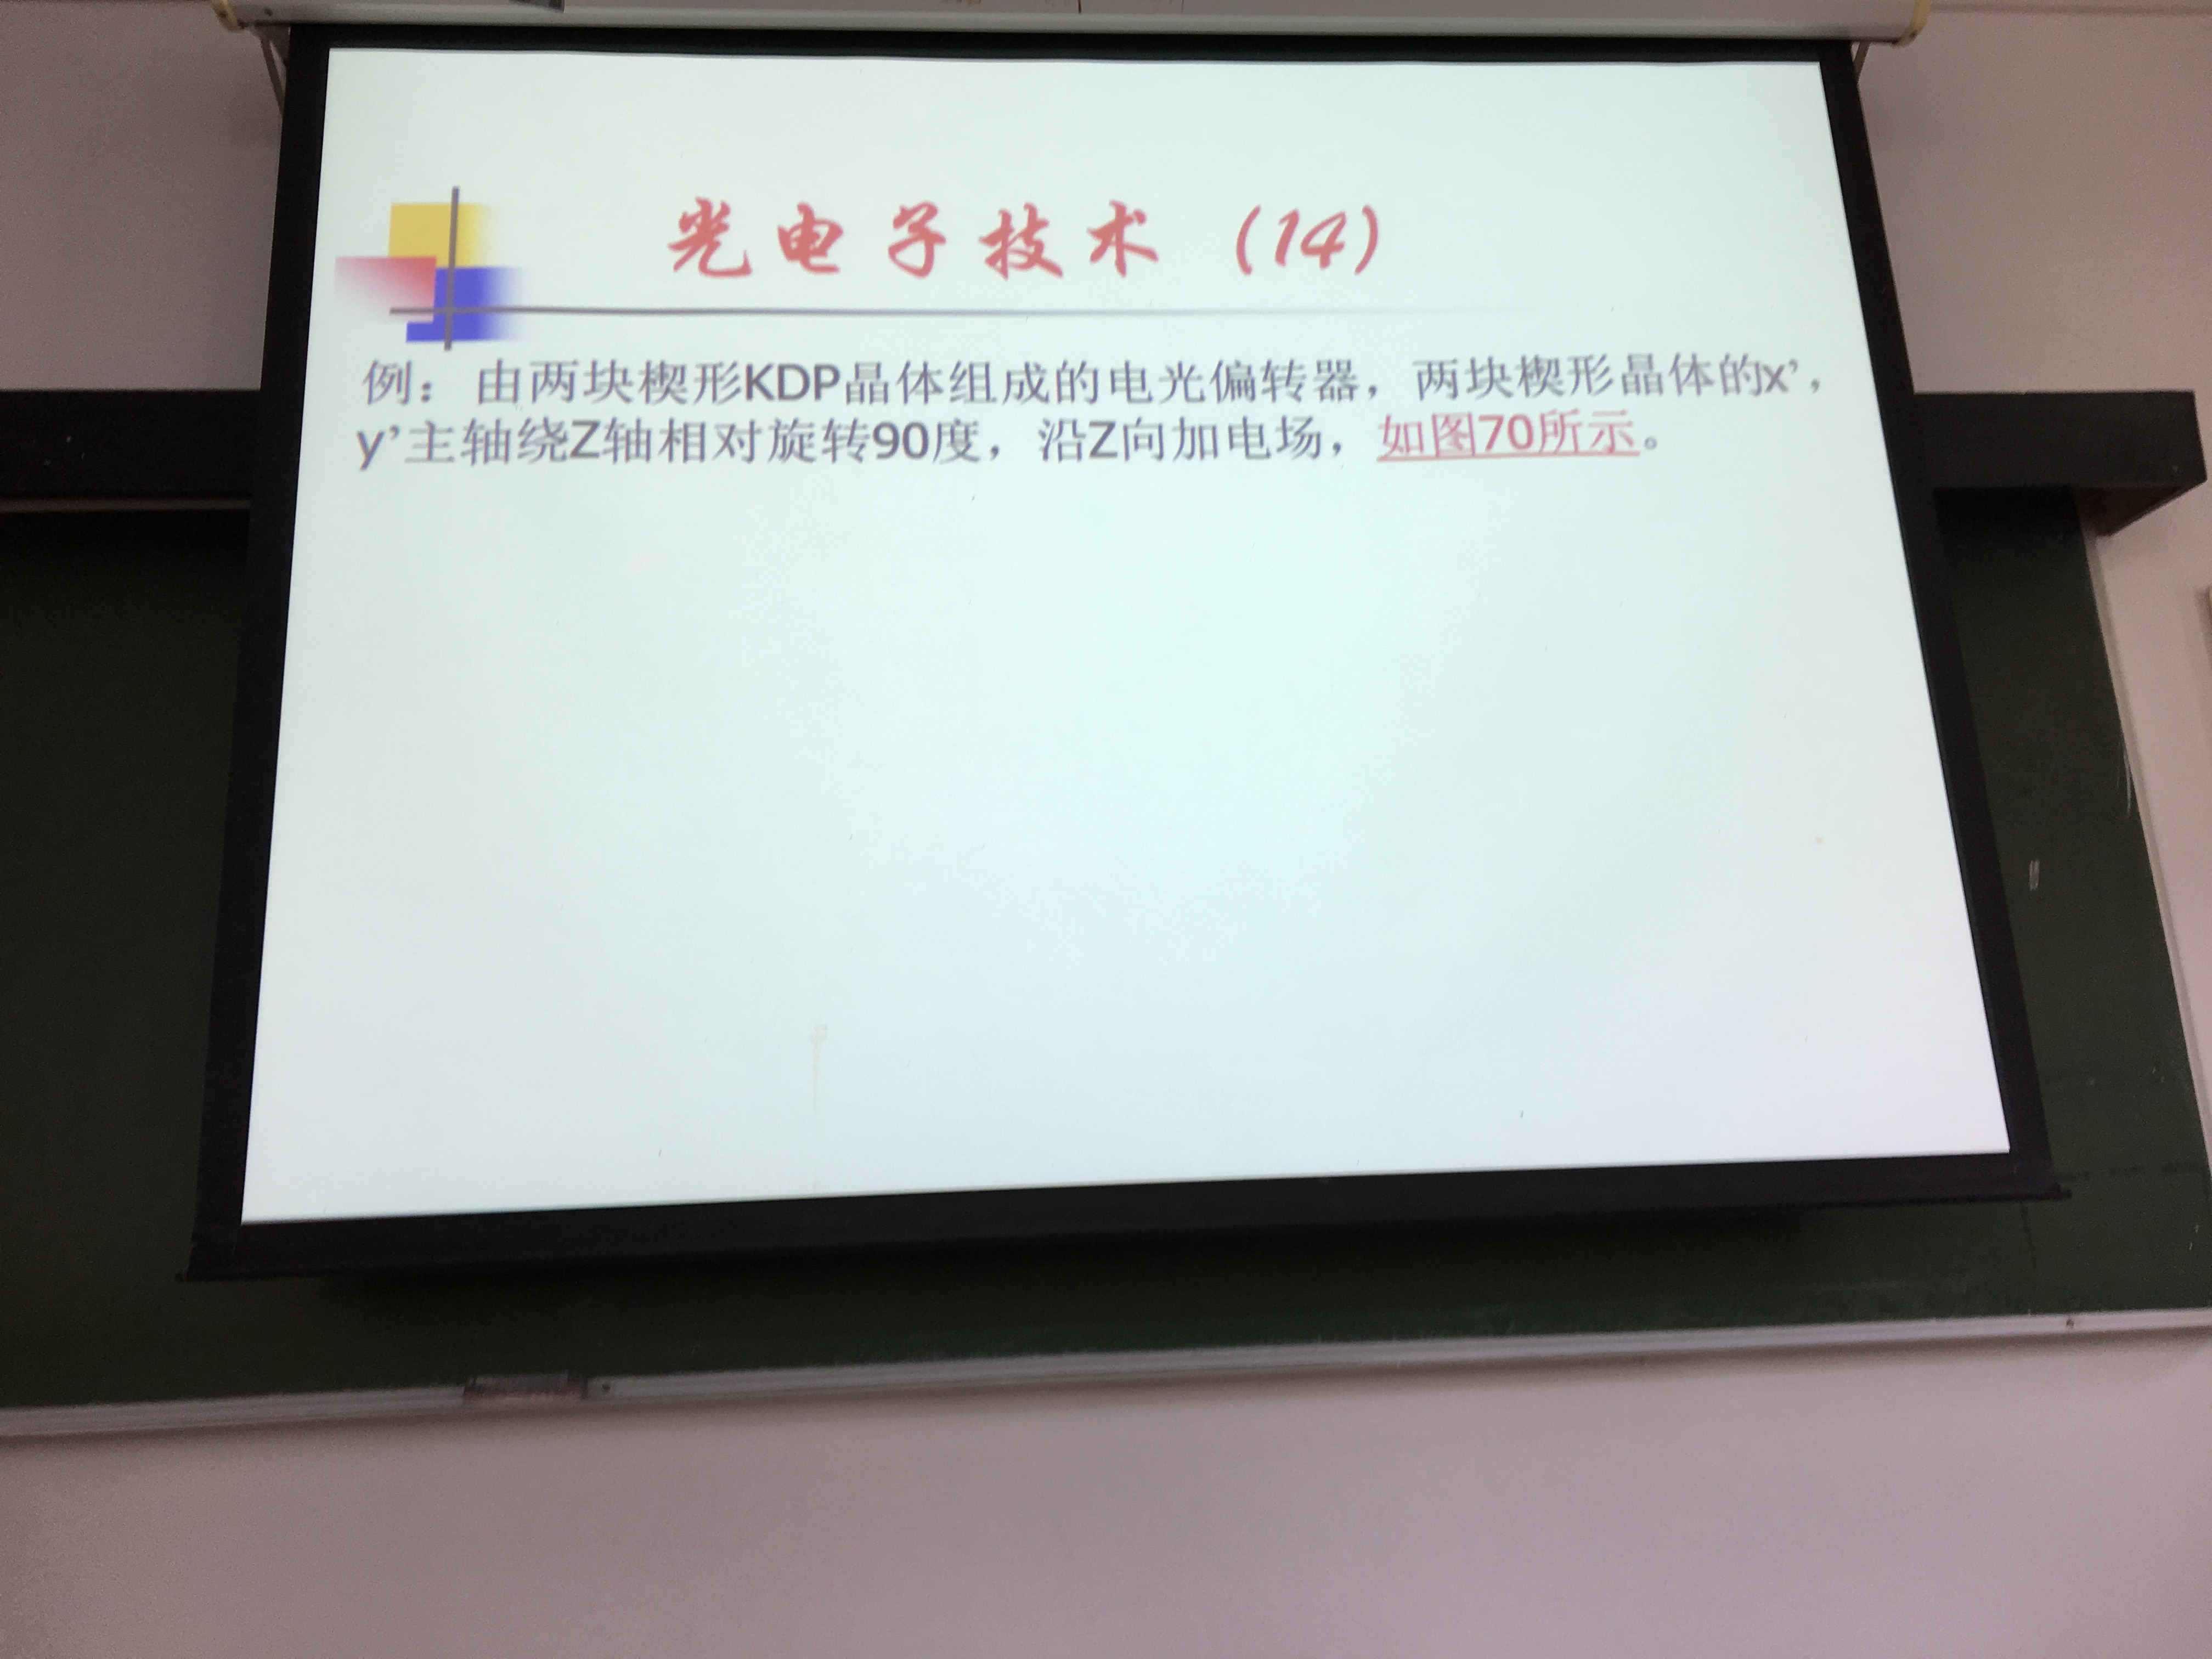 光电子技术（14）
例：由两块楔形KDP晶体组成的电光偏转器，两块楔形晶体的x’，
y’主轴绕Z轴相对旋转90度，沿Z向加电场，如图70所示。